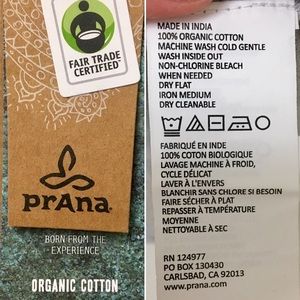 FAIR TRADE
CERTIFIED™
prAna
BORN FROM THE
EXPERIENCE
ORGANIC COTTON
MADE IN INDIA
100% ORGANIC COTTON
MACHINE WASH COLD GENTLE
WASH INSIDE OUT
NON-CHLORINE BLEACH
WHEN NEEDED
DRY FLAT
IRON MEDIUM
DRY CLEANABLE
FABRIQUÉ EN INDE
100% COTON BIOLOGIQUE
LAVAGE MACHINE À FROID,
CYCLE DÉLICAT
LAVER À L'ENVERS
BLANCHIR SANS CHLORE SI BESOIN
FAIRE SÉCHER À PLAT
REPASSER À TEMPÉRATURE
MOYENNE
NETTOYABLE À SEC
RN 124977
PO BOX 130430
CARLSBAD, CA 92013
www.prana.com